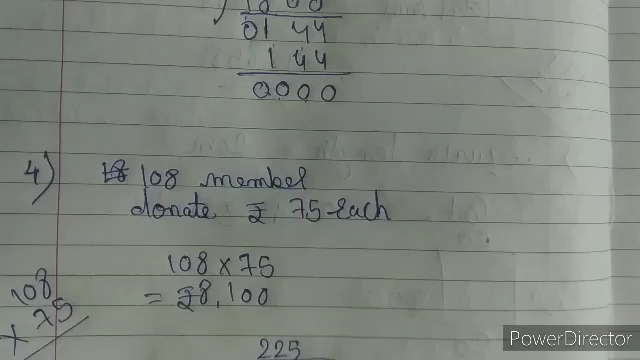 01 44
1 44
0000
4) 108 member
donate ₹ 75 each
108 x 75
= ₹8,100
108
x 75
+
225
PowerDirector